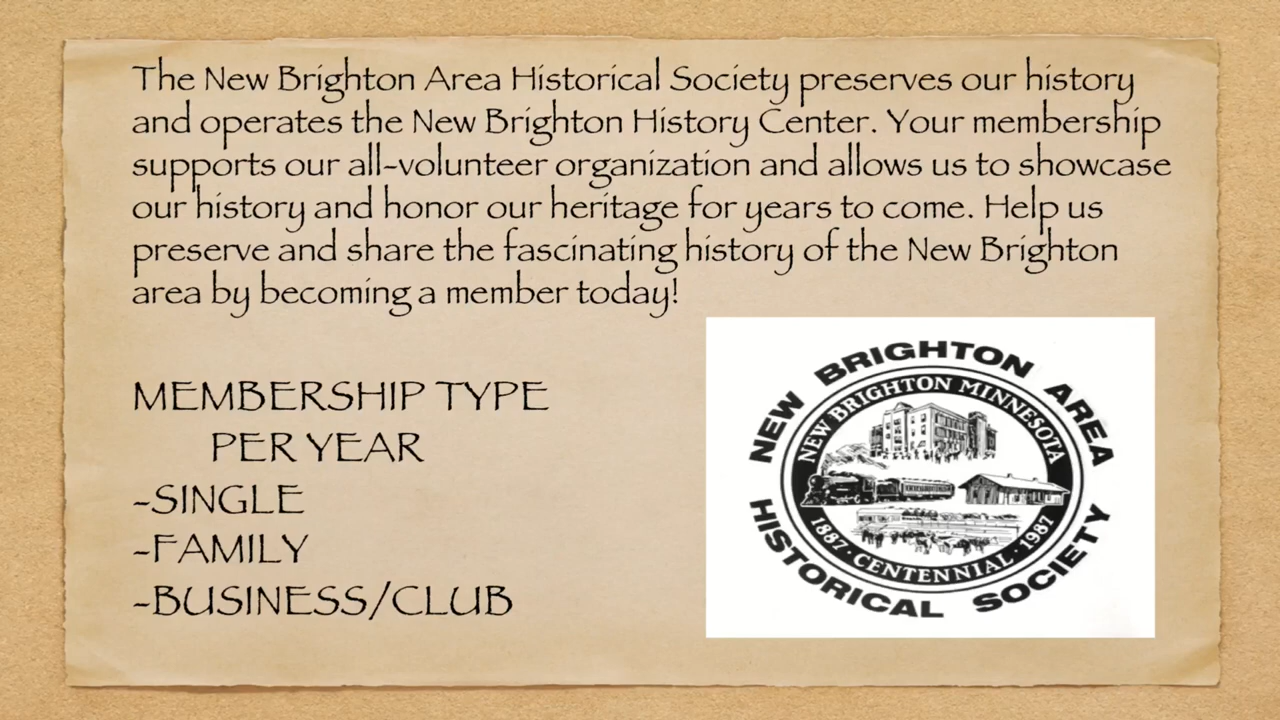 The New Brighton Area Historical Society preserves our history
and operates the New Brighton History Center. Your membership
supports our all-volunteer organization and allows us to showcase
our history and honor our heritage for years to come. Help us
preserve and share the fascinating history of the New Brighton
area by becoming a member today!
MEMBERSHIP TYPE
PER YEAR
-SINGLE
-FAMILY
-BUSINESS/CLUB
NEW BRIGHTON AREA
NEW BRIGHTON MINNESOTA
1887 · CENTENNIAL · 1987
HISTORICAL SOCIETY